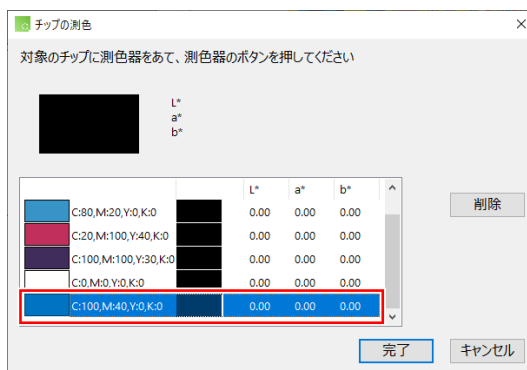 チップの測色
対象のチップに測色器をあて、測色器のボタンを押してください
L*
a*
b*
L* a* b*
C:80,M:20,Y:0,K:0 0.00 0.00 0.00
C:20,M:100,Y:40,K:0 0.00 0.00 0.00
C:100,M:100,Y:30,K:0 0.00 0.00 0.00
C:0,M:0,Y:0,K:0 0.00 0.00 0.00
C:100,M:40,Y:0,K:0 0.00 0.00 0.00
削除
完了 キャンセル